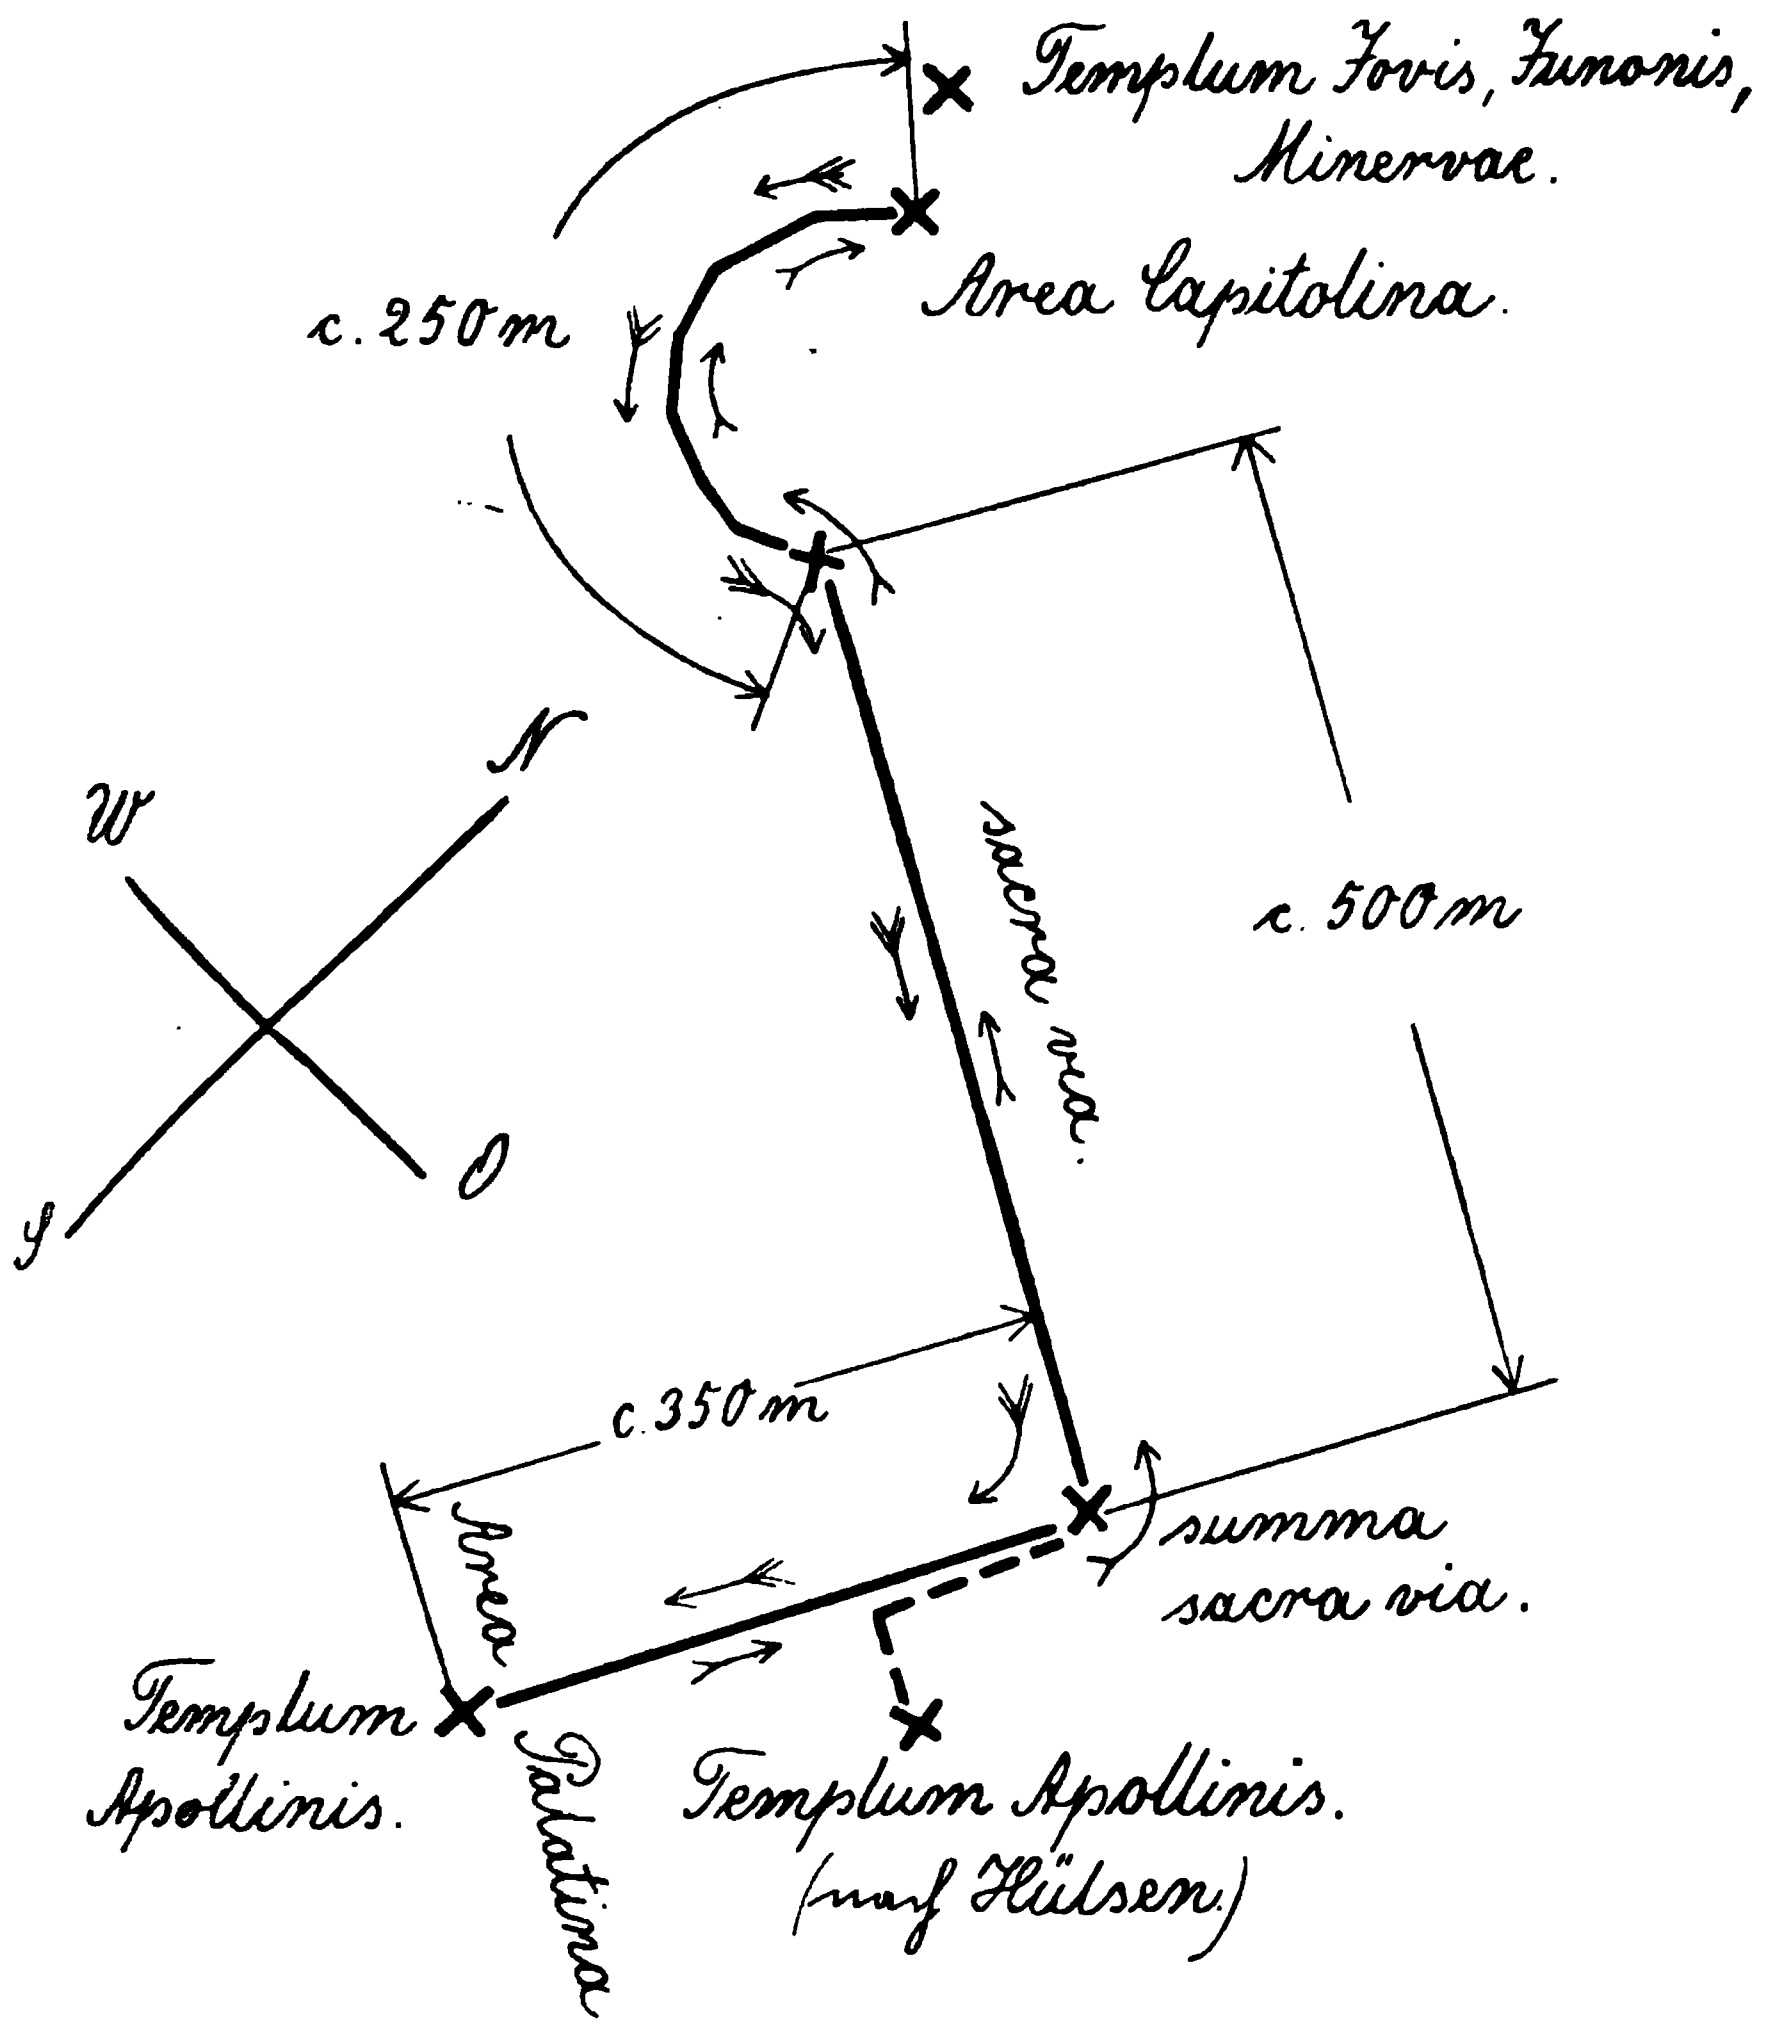 Templum Jovis, Junonis,
Minervae.
Area Capitolina.
c. 250 m
N
W
sacra via.
c. 500 m
O
S
c. 350 m
summa
sacra via.
Area
Palatina
Templum
Apollinis.
Templum Apollinis.
(nach Hülsen.)